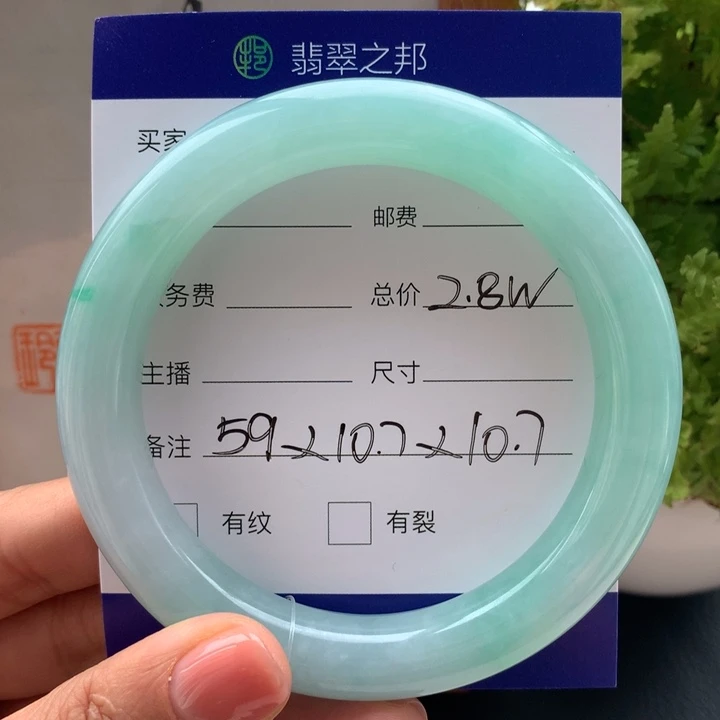 翡翠之邦
买家
邮费
务费 总价 2.8W
主播 尺寸
备注 59×10.7×10.7
有纹 有裂